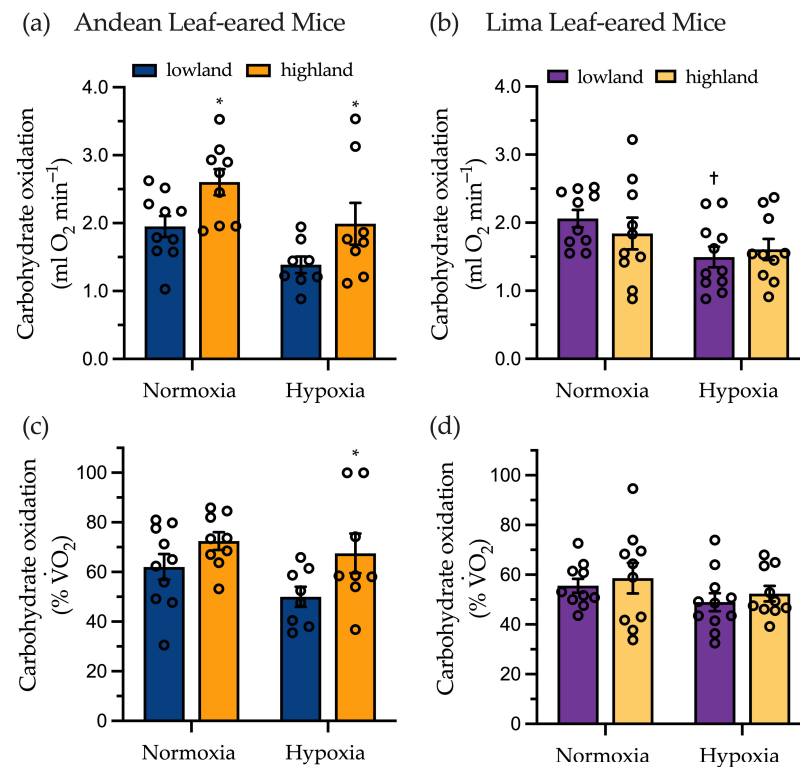 (a) Andean Leaf-eared Mice
lowland highland
Carbohydrate oxidation
(ml O₂ min⁻¹)
4.0
3.0
2.0
1.0
0.0
*
*
Normoxia Hypoxia
(b) Lima Leaf-eared Mice
lowland highland
Carbohydrate oxidation
(ml O₂ min⁻¹)
4.0
3.0
2.0
1.0
0.0
†
Normoxia Hypoxia
(c)
Carbohydrate oxidation
(% V̇O₂)
100
80
60
40
20
0
*
Normoxia Hypoxia
(d)
Carbohydrate oxidation
(% V̇O₂)
100
80
60
40
20
0
Normoxia Hypoxia